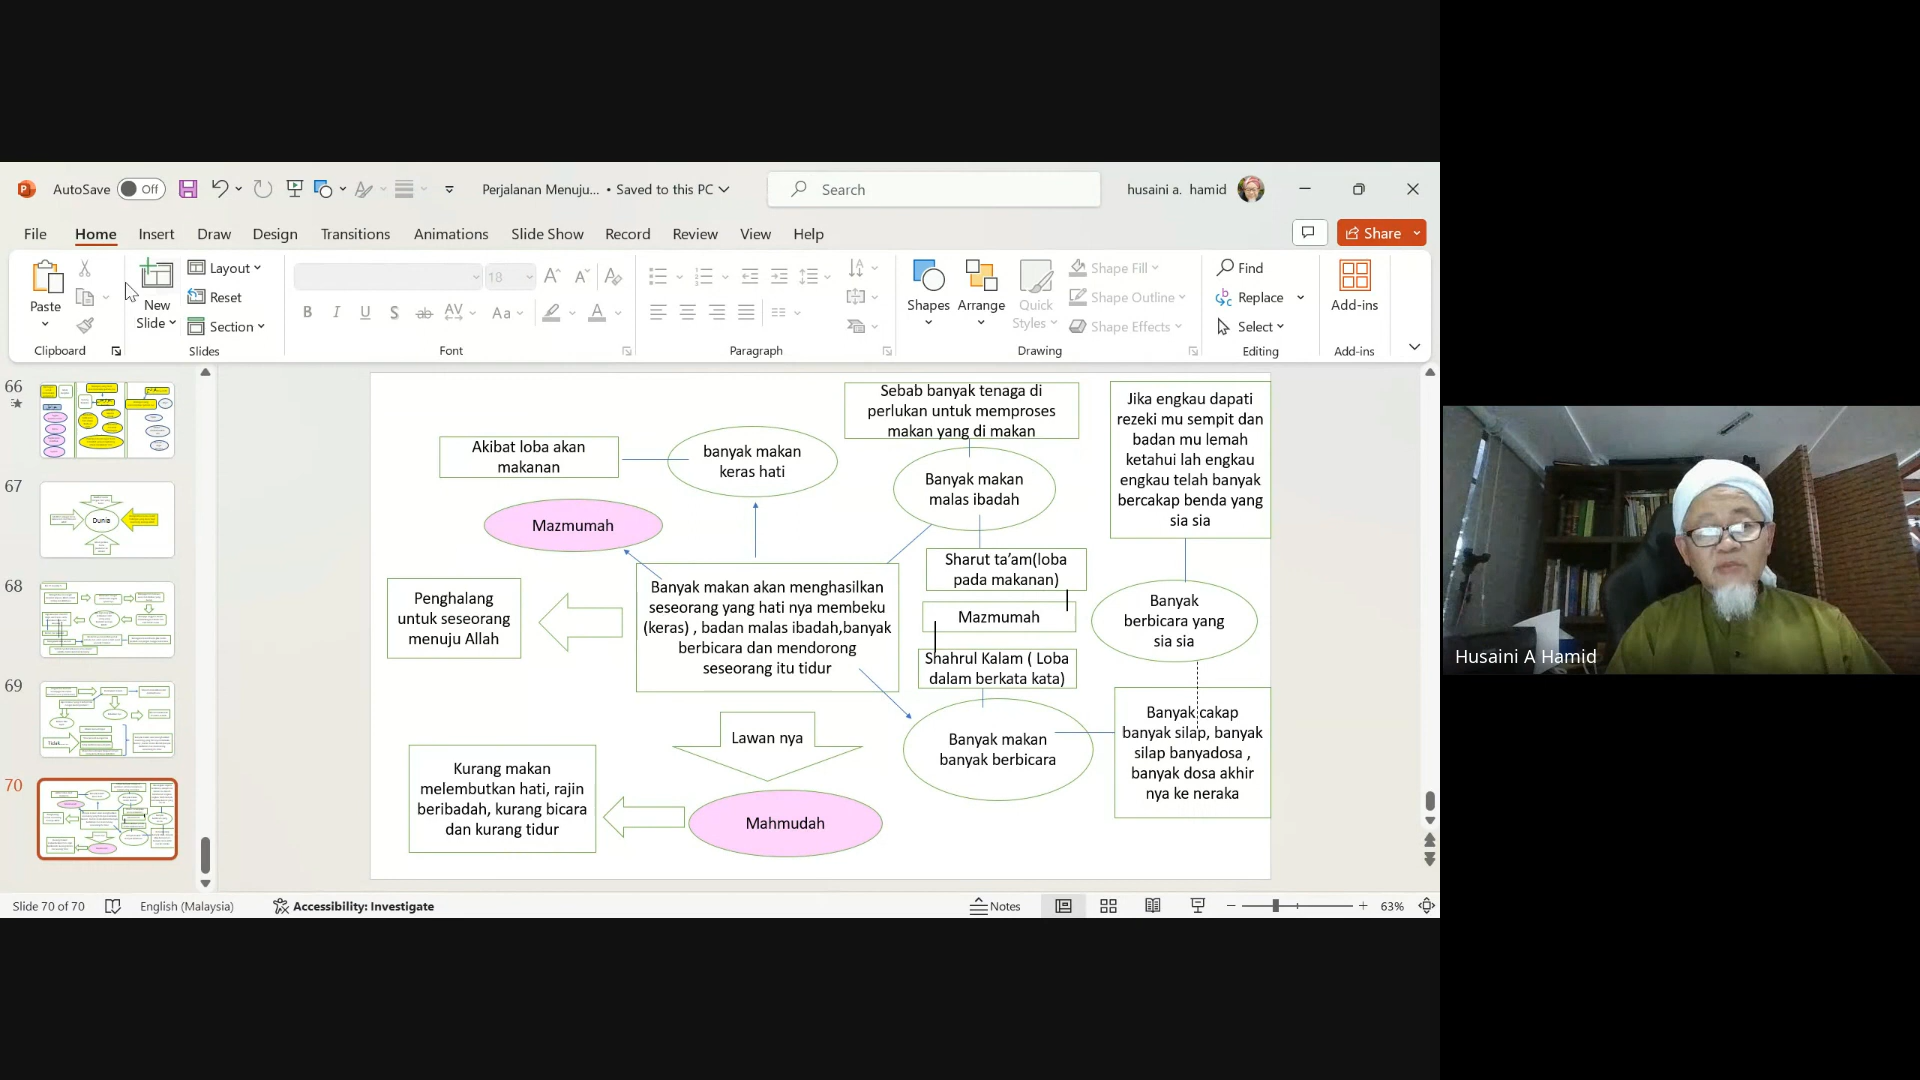 AutoSave
Off
Perjalanan Menuju... • Saved to this PC
Search
husaini a. hamid
File
Home
Insert
Draw
Design
Transitions
Animations
Slide Show
Record
Review
View
Help
Share
Paste
Clipboard
New
Slide
Layout
Reset
Section
Slides
18
B I U S ab AV Aa A
Font
Paragraph
Shapes
Arrange
Quick
Styles
Shape Fill
Shape Outline
Shape Effects
Drawing
Find
Replace
Select
Editing
Add-ins
Add-ins
66
67
Dunia
68
69
Tidak
70
Akibat loba akan
makanan
banyak makan
keras hati
Sebab banyak tenaga di
perlukan untuk memproses
makan yang di makan
Jika engkau dapati
rezeki mu sempit dan
badan mu lemah
ketahui lah engkau
engkau telah banyak
bercakap benda yang
sia sia
Banyak makan
malas ibadah
Mazmumah
Sharut ta’am(loba
pada makanan)
Penghalang
untuk seseorang
menuju Allah
Banyak makan akan menghasilkan
seseorang yang hati nya membeku
(keras) , badan malas ibadah,banyak
berbicara dan mendorong
seseorang itu tidur
Mazmumah
Banyak
berbicara yang
sia sia
Shahrul Kalam ( Loba
dalam berkata kata)
Lawan nya
Banyak makan
banyak berbicara
Banyak cakap
banyak silap, banyak
silap banyadosa ,
banyak dosa akhir
nya ke neraka
Kurang makan
melembutkan hati, rajin
beribadah, kurang bicara
dan kurang tidur
Mahmudah
Slide 70 of 70
English (Malaysia)
Accessibility: Investigate
Notes
63%
Husaini A Hamid